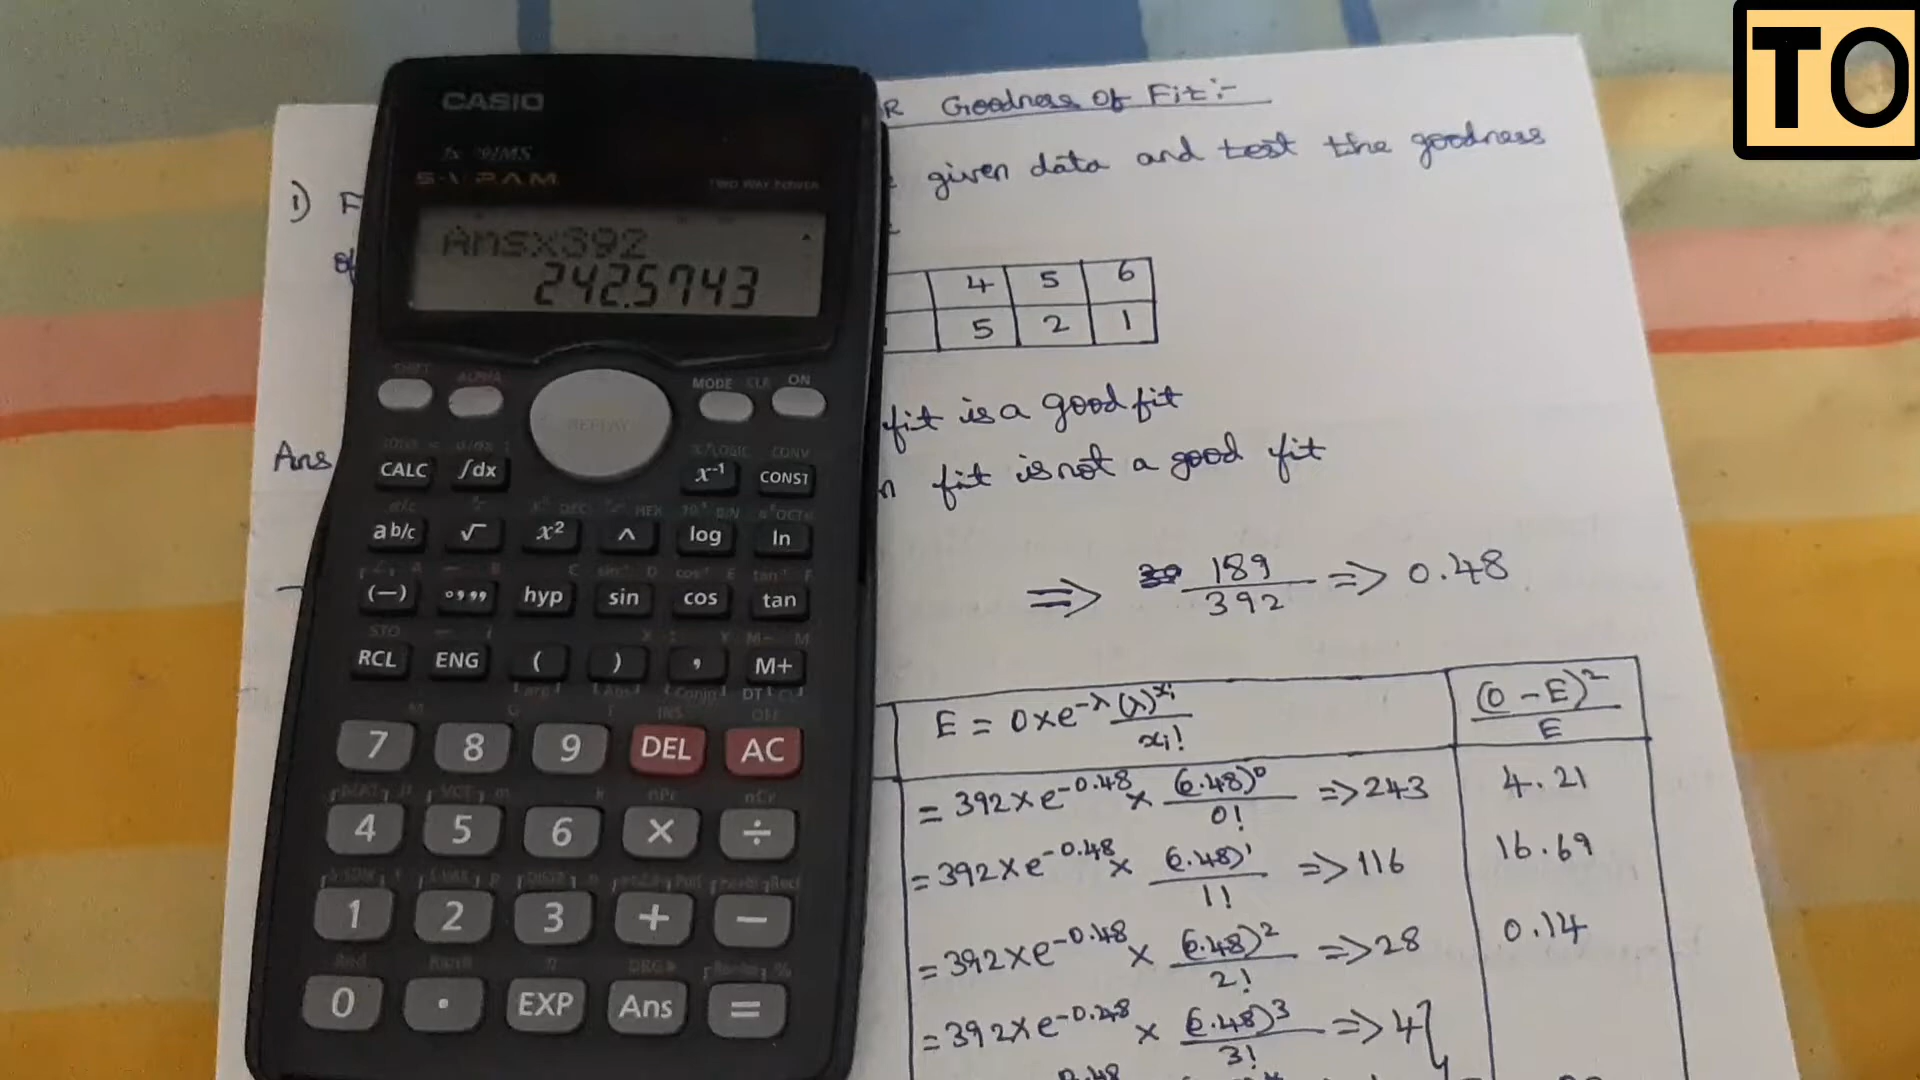 TO
CASIO
TWO WAY POWER
Ans×392
242.5743
R Goodness Of Fit :-
1) F
given data and test the goodness
of
4 5 6
5 2 1
fit is a good fit
Ans
n fit is not a good fit
⇒ 189/392 ⇒ 0.48
E = O×e^-λ (λ)^xi / xi!
(O-E)²/E
= 392×e^-0.48 × (0.48)^0/0! ⇒ 243 4.21
= 392×e^-0.48 × (0.48)^1/1! ⇒ 116 16.69
= 392×e^-0.48 × (0.48)^2/2! ⇒ 28 0.14
= 392×e^-0.48 × (0.48)^3/3! ⇒ 4
SHIFT ALPHA REPLAY MODE CLR ON
CALC ∫dx x⁻¹ CONST
ab/c √ x² ^ log ln
(−) °,,, hyp sin cos tan
RCL ENG ( ) , M+
7 8 9 DEL AC
4 5 6 × ÷
1 2 3 + −
0 · EXP Ans =